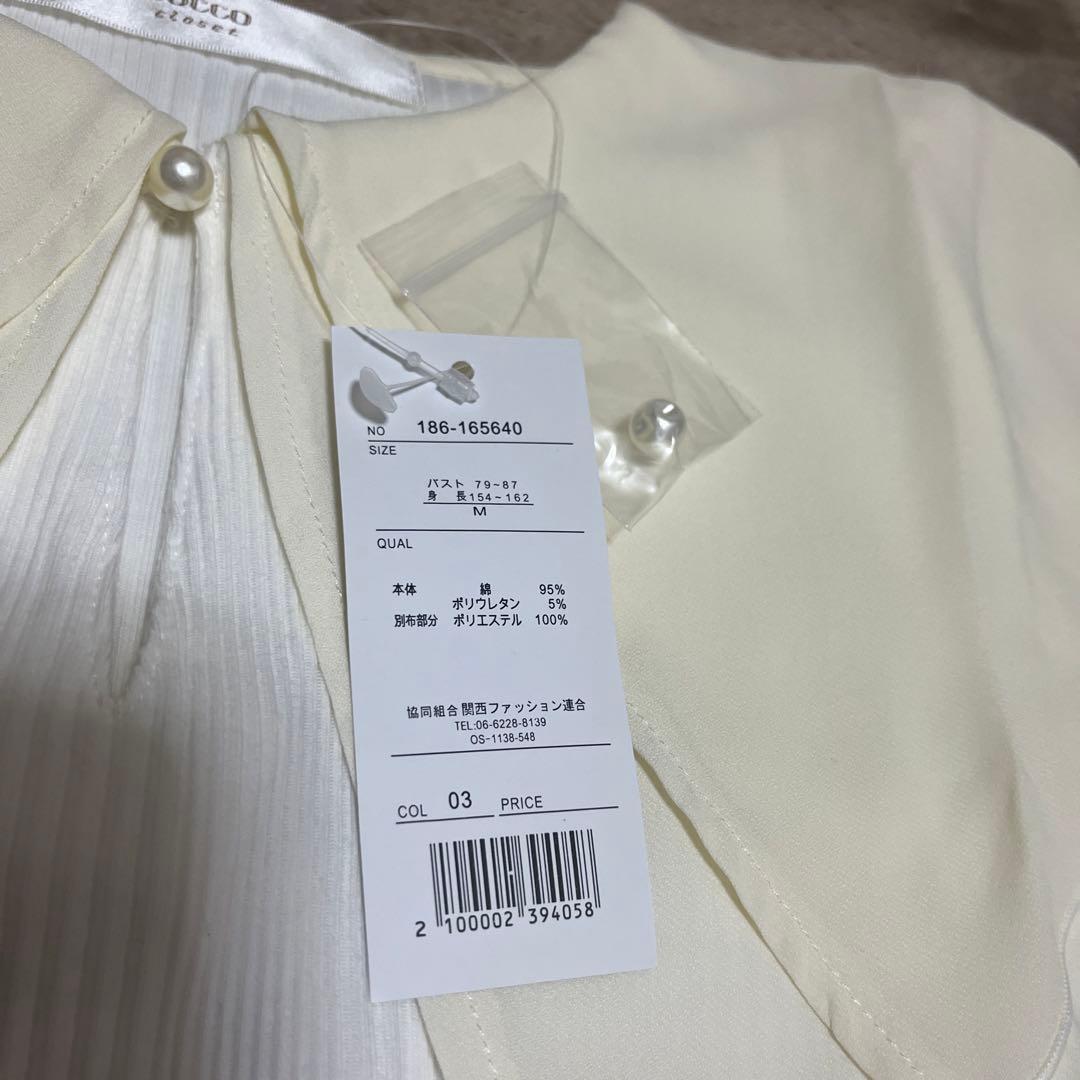 closet
NO 186-165640
SIZE
バスト 79~87
身 長154~162
M
QUAL
本体 綿 95%
ポリウレタン 5%
別布部分 ポリエステル 100%
協同組合 関西ファッション連合
TEL:06-6228-8139
OS-1138-548
COL 03 PRICE
2 100002 394058